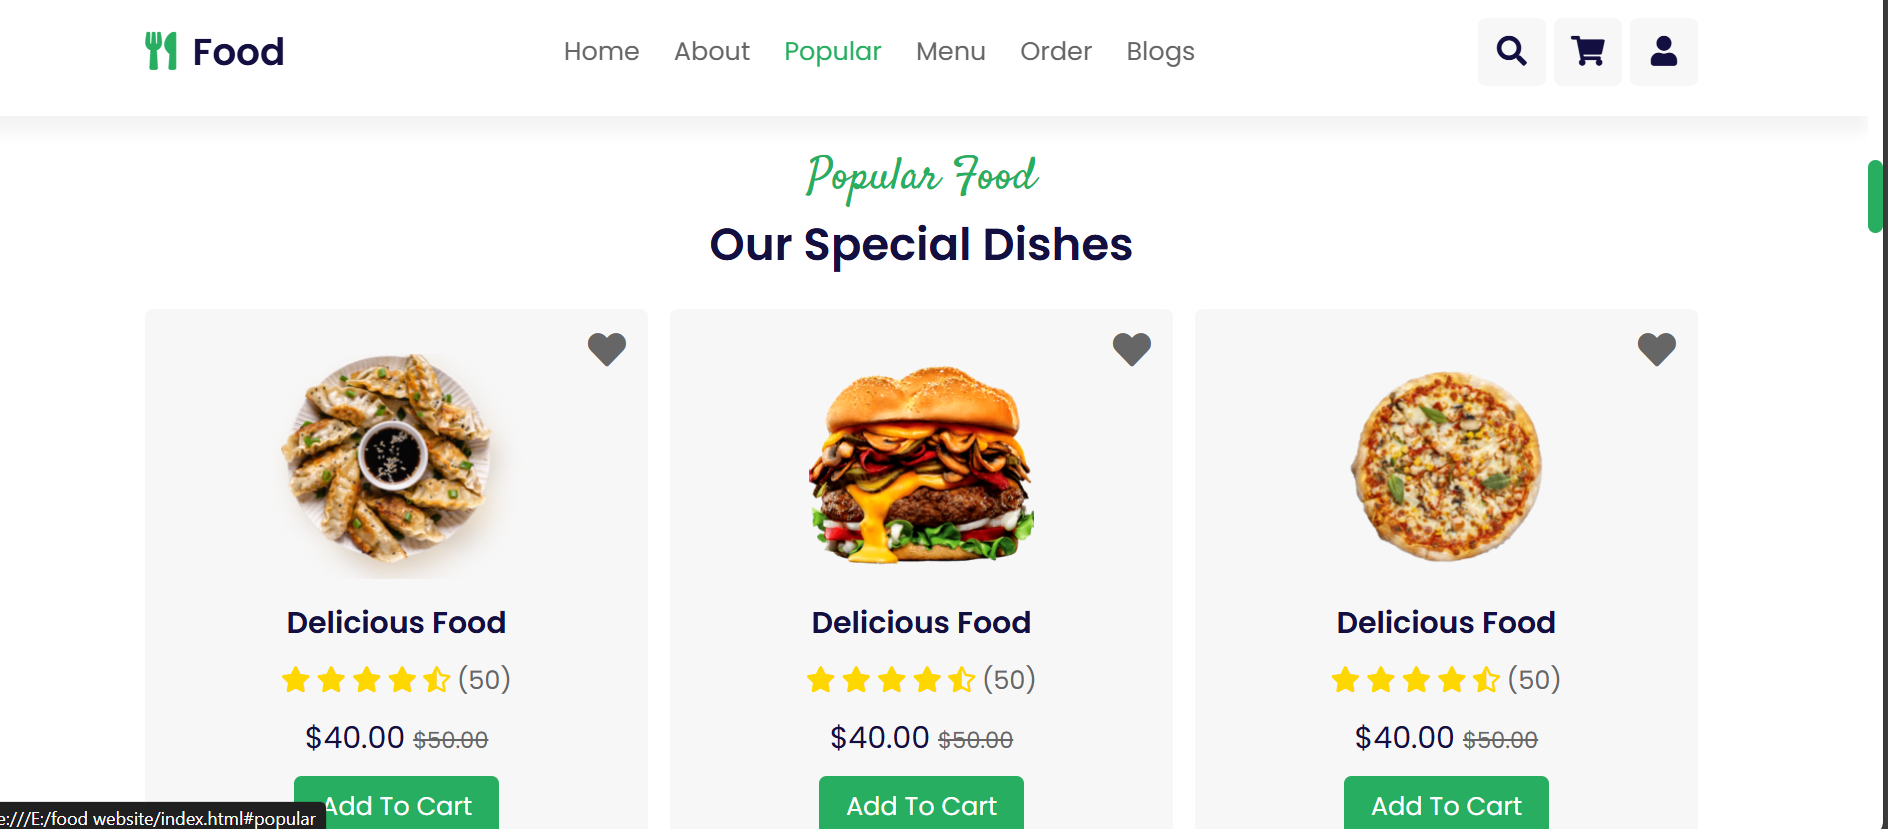 Food
Home About Popular Menu Order Blogs
Popular Food
Our Special Dishes
Delicious Food Delicious Food Delicious Food
(50) (50) (50)
$40.00 $50.00 $40.00 $50.00 $40.00 $50.00
Add To Cart Add To Cart Add To Cart
e:///E:/food website/index.html#popular